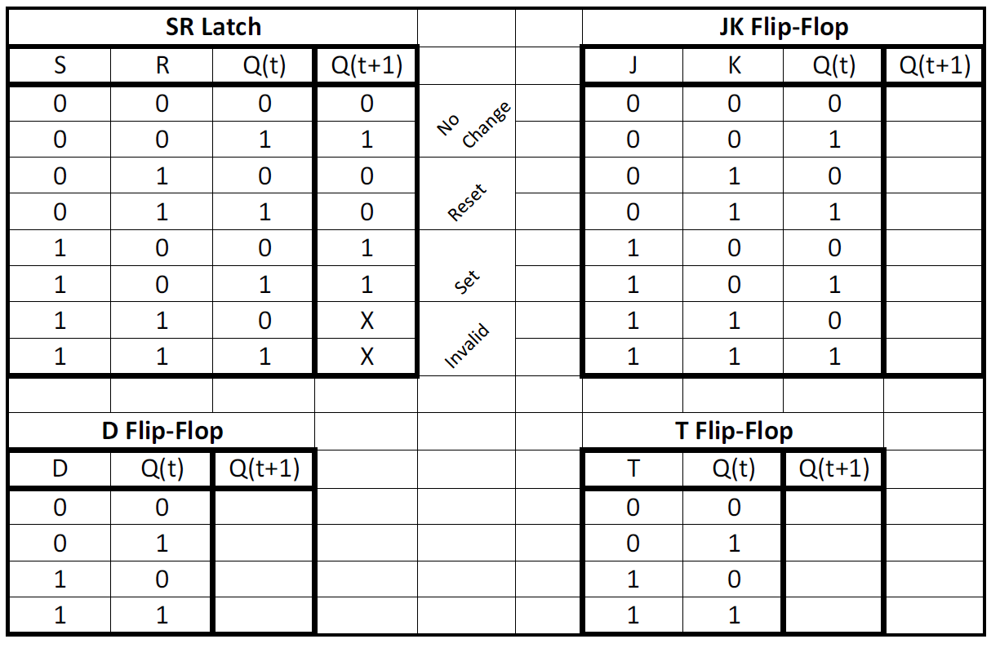 SR Latch JK Flip-Flop
S R Q(t) Q(t+1) J K Q(t) Q(t+1)
0 0 0 0 No Change 0 0 0
0 0 1 1 0 0 1
0 1 0 0 Reset 0 1 0
0 1 1 0 0 1 1
1 0 0 1 Set 1 0 0
1 0 1 1 1 0 1
1 1 0 X Invalid 1 1 0
1 1 1 X 1 1 1
D Flip-Flop T Flip-Flop
D Q(t) Q(t+1) T Q(t) Q(t+1)
0 0 0 0
0 1 0 1
1 0 1 0
1 1 1 1